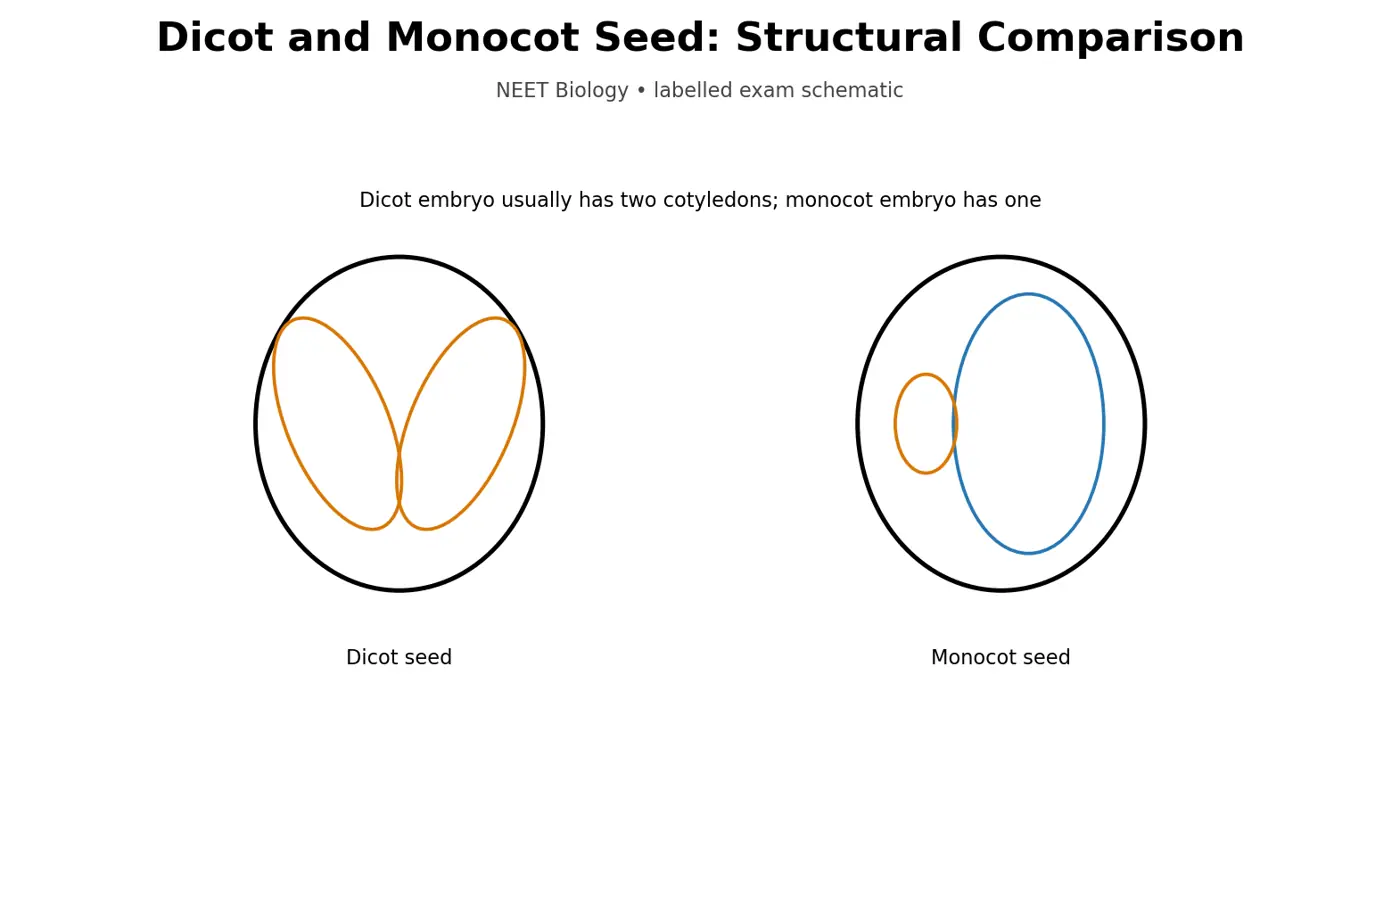 Dicot and Monocot Seed: Structural Comparison
NEET Biology • labelled exam schematic
Dicot embryo usually has two cotyledons; monocot embryo has one
Dicot seed
Monocot seed